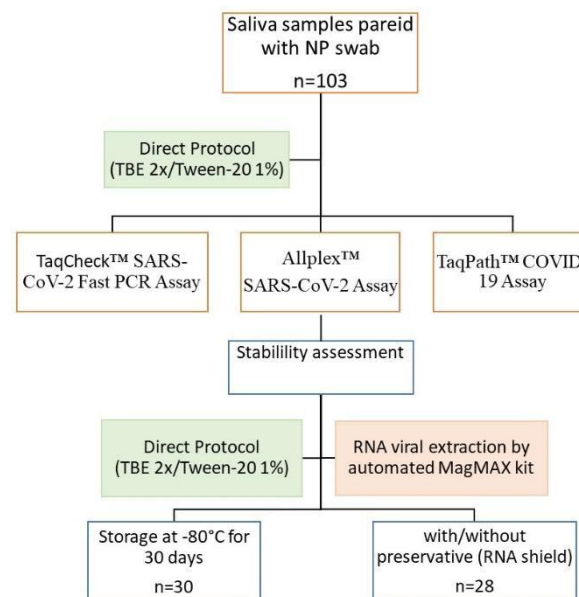 Saliva samples pareid
with NP swab
n=103
Direct Protocol
(TBE 2x/Tween-20 1%)
TaqCheck™ SARS-
CoV-2 Fast PCR Assay
Allplex™
SARS-CoV-2 Assay
TaqPath™ COVID
19 Assay
Stabilility assessment
Direct Protocol
(TBE 2x/Tween-20 1%)
RNA viral extraction by
automated MagMAX kit
Storage at -80°C for
30 days
n=30
with/without
preservative (RNA shield)
n=28